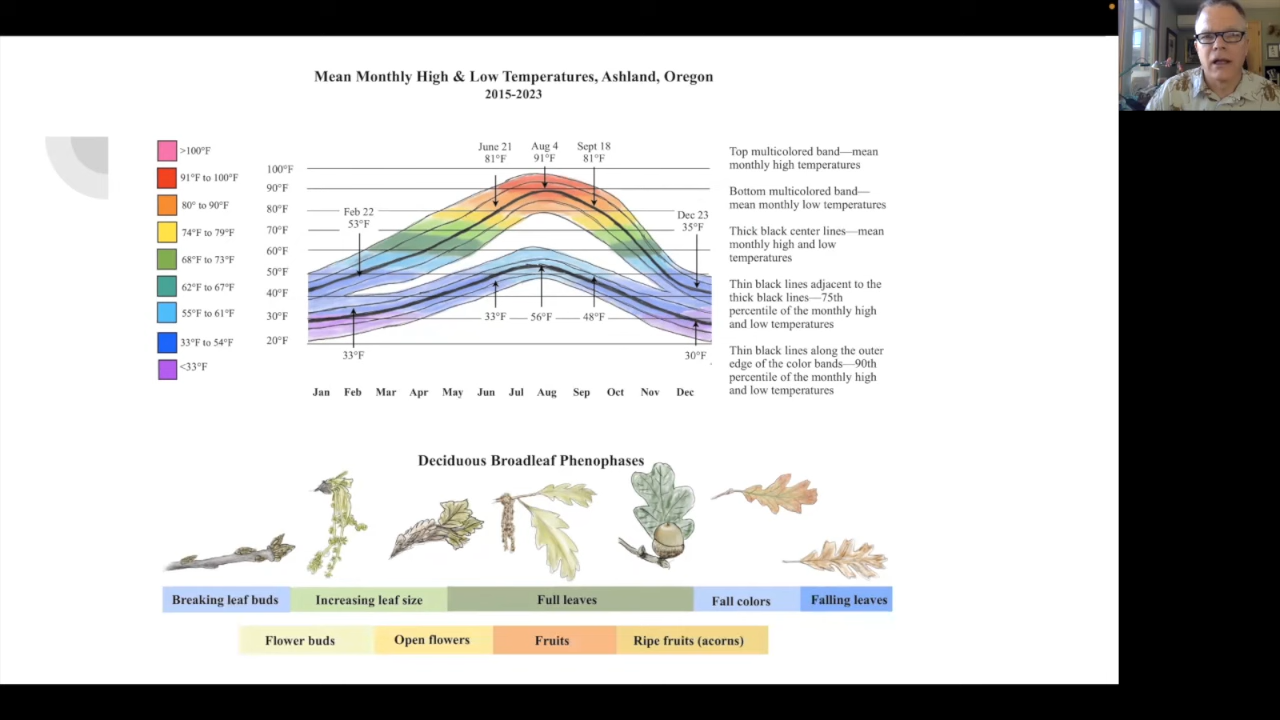 Mean Monthly High & Low Temperatures, Ashland, Oregon
2015-2023
>100°F
91°F to 100°F
80° to 90°F
74°F to 79°F
68°F to 73°F
62°F to 67°F
55°F to 61°F
33°F to 54°F
<33°F
100°F
90°F
80°F
70°F
60°F
50°F
40°F
30°F
20°F
Feb 22
53°F
June 21
81°F
Aug 4
91°F
Sept 18
81°F
Dec 23
35°F
33°F
33°F
56°F
48°F
30°F
Jan Feb Mar Apr May Jun Jul Aug Sep Oct Nov Dec
Top multicolored band—mean
monthly high temperatures
Bottom multicolored band—
mean monthly low temperatures
Thick black center lines—mean
monthly high and low
temperatures
Thin black lines adjacent to the
thick black lines—75th
percentile of the monthly high
and low temperatures
Thin black lines along the outer
edge of the color bands—90th
percentile of the monthly high
and low temperatures
Deciduous Broadleaf Phenophases
Breaking leaf buds
Increasing leaf size
Full leaves
Fall colors
Falling leaves
Flower buds
Open flowers
Fruits
Ripe fruits (acorns)